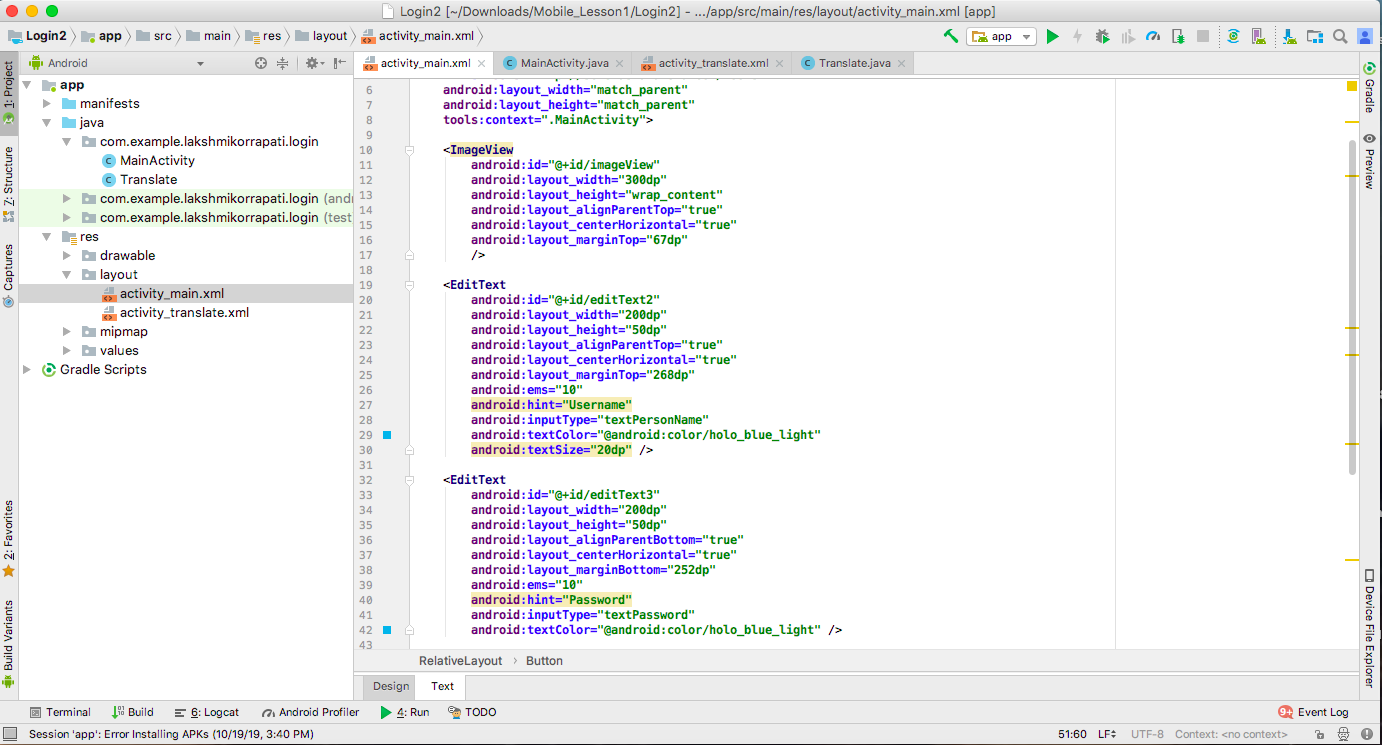 Login2 [~/Downloads/Mobile_Lesson1/Login2] - .../app/src/main/res/layout/activity_main.xml [app]
Login2 app src main res layout activity_main.xml app
Android
activity_main.xml MainActivity.java activity_translate.xml Translate.java
1: Project
Z: Structure
Captures
2: Favorites
Build Variants
app
manifests
java
com.example.lakshmikorrapati.login
MainActivity
Translate
com.example.lakshmikorrapati.login (and
com.example.lakshmikorrapati.login (test
res
drawable
layout
activity_main.xml
activity_translate.xml
mipmap
values
Gradle Scripts
6 android:layout_width="match_parent"
7 android:layout_height="match_parent"
8 tools:context=".MainActivity">
9
10 <ImageView
11 android:id="@+id/imageView"
12 android:layout_width="300dp"
13 android:layout_height="wrap_content"
14 android:layout_alignParentTop="true"
15 android:layout_centerHorizontal="true"
16 android:layout_marginTop="67dp"
17 />
18
19 <EditText
20 android:id="@+id/editText2"
21 android:layout_width="200dp"
22 android:layout_height="50dp"
23 android:layout_alignParentTop="true"
24 android:layout_centerHorizontal="true"
25 android:layout_marginTop="268dp"
26 android:ems="10"
27 android:hint="Username"
28 android:inputType="textPersonName"
29 android:textColor="@android:color/holo_blue_light"
30 android:textSize="20dp" />
31
32 <EditText
33 android:id="@+id/editText3"
34 android:layout_width="200dp"
35 android:layout_height="50dp"
36 android:layout_alignParentBottom="true"
37 android:layout_centerHorizontal="true"
38 android:layout_marginBottom="252dp"
39 android:ems="10"
40 android:hint="Password"
41 android:inputType="textPassword"
42 android:textColor="@android:color/holo_blue_light" />
43
RelativeLayout Button
Design Text
Gradle
Preview
Device File Explorer
Terminal Build 6: Logcat Android Profiler 4: Run TODO 9+ Event Log
Session 'app': Error Installing APKs (10/19/19, 3:40 PM) 51:60 LF UTF-8 Context: <no context>